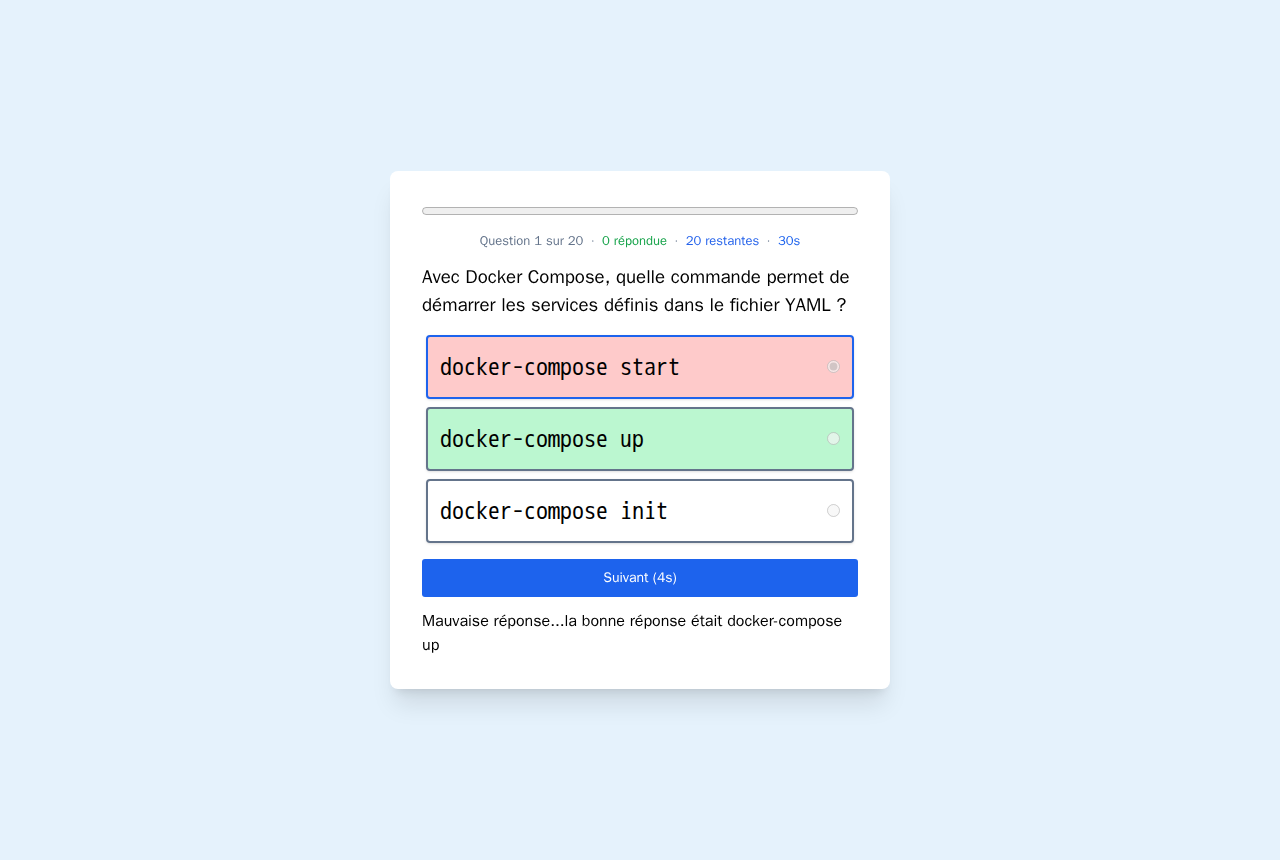 Question 1 sur 20 · 0 répondue · 20 restantes · 30s
Avec Docker Compose, quelle commande permet de
démarrer les services définis dans le fichier YAML ?
docker-compose start
docker-compose up
docker-compose init
Suivant (4s)
Mauvaise réponse...la bonne réponse était docker-compose
up